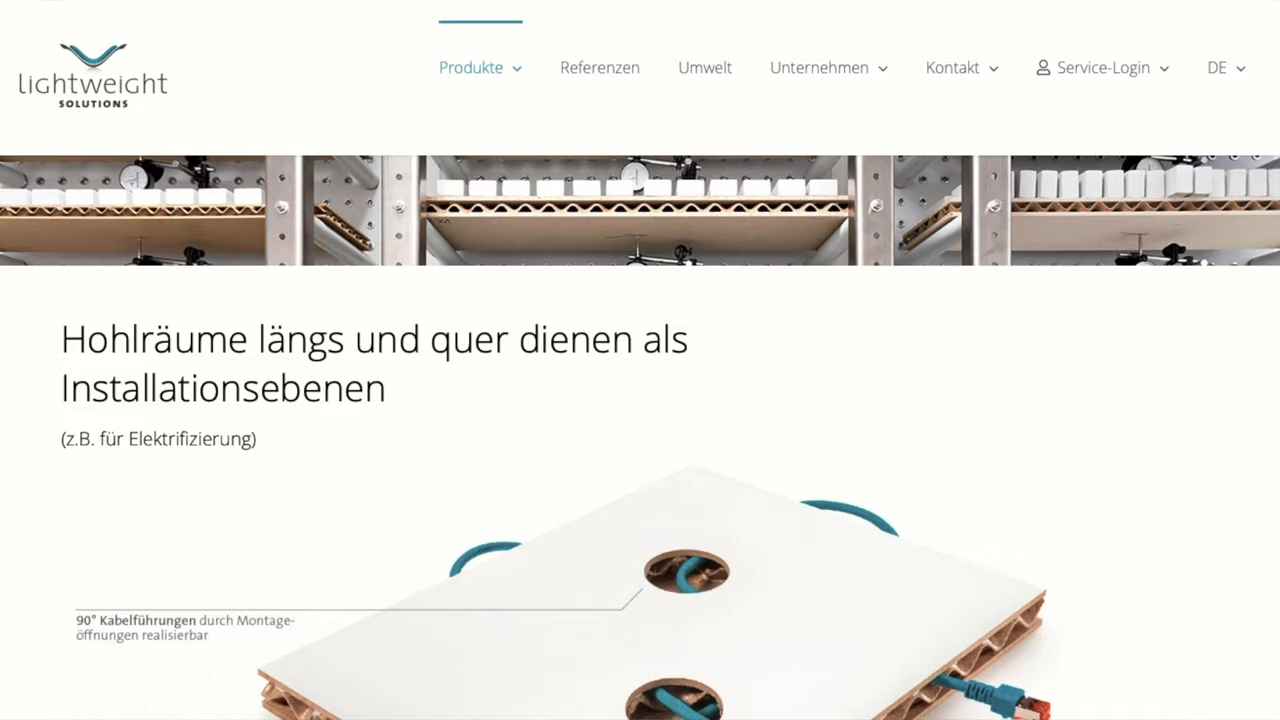 lightweight
SOLUTIONS
Produkte
Referenzen
Umwelt
Unternehmen
Kontakt
Service-Login
DE
Hohlräume längs und quer dienen als
Installationsebenen
(z.B. für Elektrifizierung)
90° Kabelführungen durch Montage-
öffnungen realisierbar